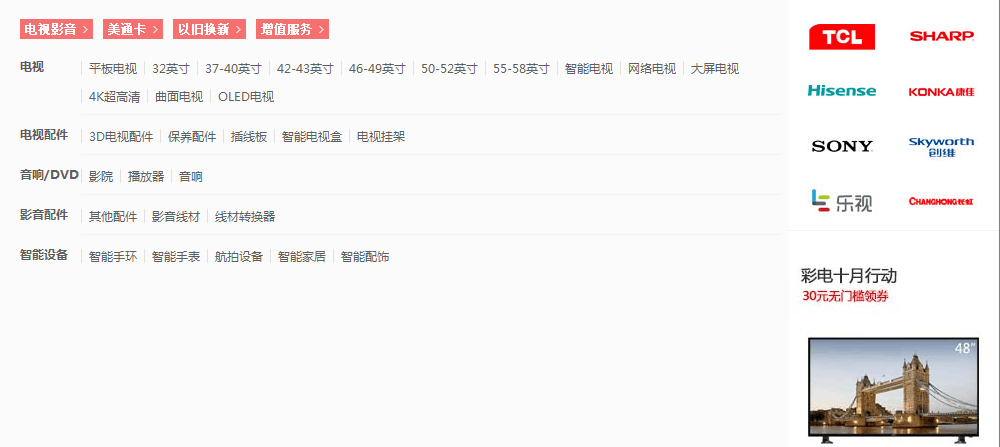 电视影音 > 美通卡 > 以旧换新 > 增值服务 >
电视 平板电视 32英寸 37-40英寸 42-43英寸 46-49英寸 50-52英寸 55-58英寸 智能电视 网络电视 大屏电视
4K超高清 曲面电视 OLED电视
电视配件 3D电视配件 保养配件 插线板 智能电视盒 电视挂架
音响/DVD 影院 播放器 音响
影音配件 其他配件 影音线材 线材转换器
智能设备 智能手环 智能手表 航拍设备 智能家居 智能配饰
TCL SHARP
Hisense KONKA康佳
SONY Skyworth
创维
乐视 CHANGHONG长虹
彩电十月行动
30元无门槛领券
48"